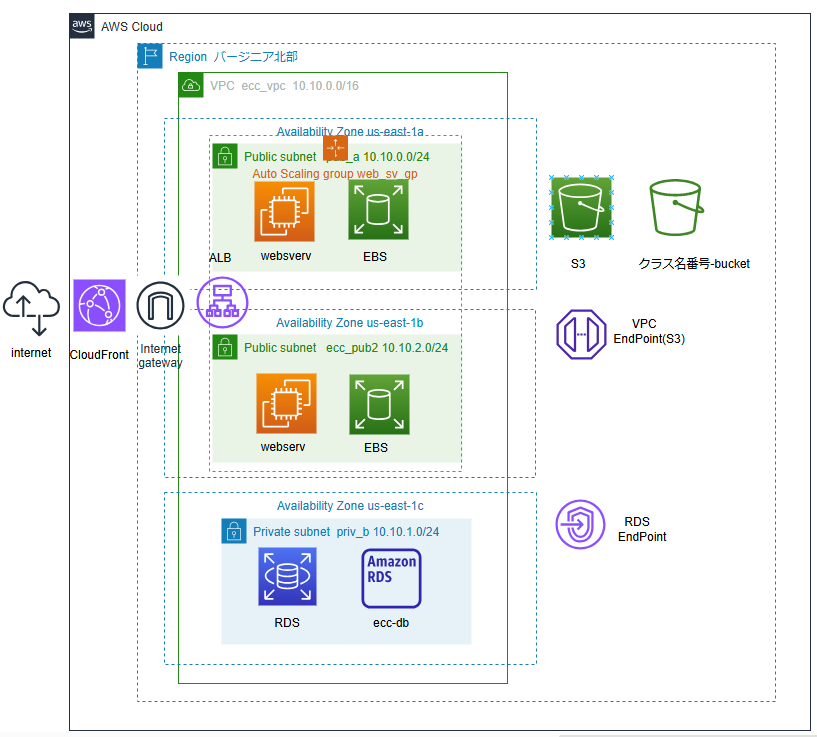 aws AWS Cloud
Region バージニア北部
VPC ecc_vpc 10.10.0.0/16
Availability Zone us-east-1a
Public subnet _a 10.10.0.0/24
Auto Scaling group web_sv_gp
webserv
EBS
ALB
S3
クラス名番号-bucket
internet
CloudFront
Internet
gateway
Availability Zone us-east-1b
Public subnet ecc_pub2 10.10.2.0/24
webserv
EBS
VPC
EndPoint(S3)
Availability Zone us-east-1c
Private subnet priv_b 10.10.1.0/24
Amazon
RDS
RDS
ecc-db
RDS
EndPoint